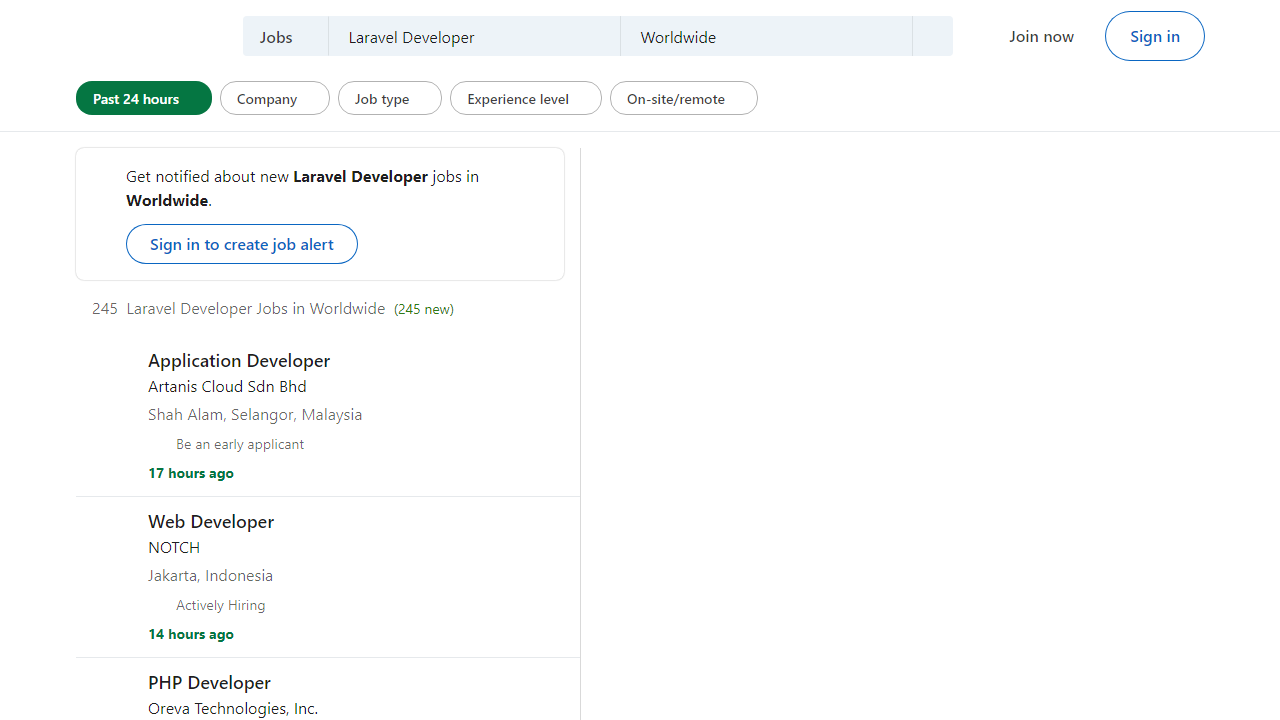 Jobs
Laravel Developer
Worldwide
Join now
Sign in
Past 24 hours
Company
Job type
Experience level
On-site/remote
Get notified about new Laravel Developer jobs in
Worldwide.
Sign in to create job alert
245 Laravel Developer Jobs in Worldwide (245 new)
Application Developer
Artanis Cloud Sdn Bhd
Shah Alam, Selangor, Malaysia
Be an early applicant
17 hours ago
Web Developer
NOTCH
Jakarta, Indonesia
Actively Hiring
14 hours ago
PHP Developer
Oreva Technologies, Inc.